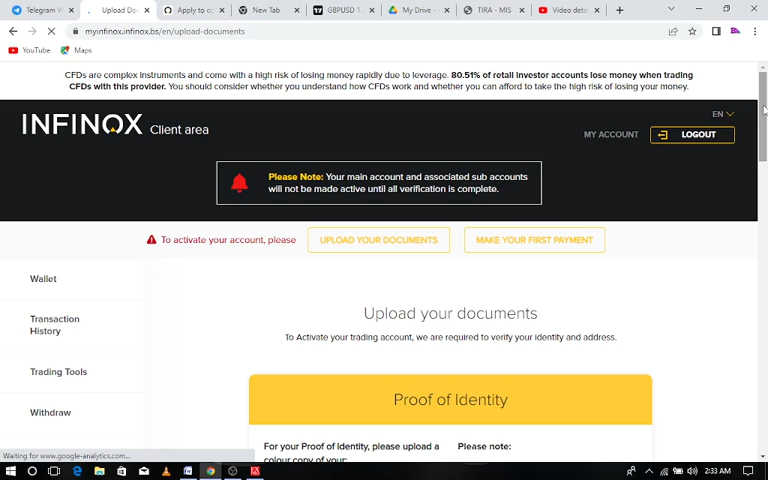 Telegram W
Upload Do
Apply to o
New Tab
GBPUSD 1.
My Drive -
TIRA - MIS
Video deta
myinfinox.infinox.bs/en/upload-documents
YouTube
Maps
CFDs are complex instruments and come with a high risk of losing money rapidly due to leverage. 80.51% of retail investor accounts lose money when trading
CFDs with this provider. You should consider whether you understand how CFDs work and whether you can afford to take the high risk of losing your money.
EN
INFINOX Client area
MY ACCOUNT
LOGOUT
Please Note: Your main account and associated sub accounts
will not be made active until all verification is complete.
To activate your account, please
UPLOAD YOUR DOCUMENTS
MAKE YOUR FIRST PAYMENT
Wallet
Transaction
History
Trading Tools
Withdraw
Upload your documents
To Activate your trading account, we are required to verify your identity and address.
Proof of Identity
For your Proof of Identity, please upload a
colour copy of your:
Please note:
Waiting for www.google-analytics.com...
2:33 AM